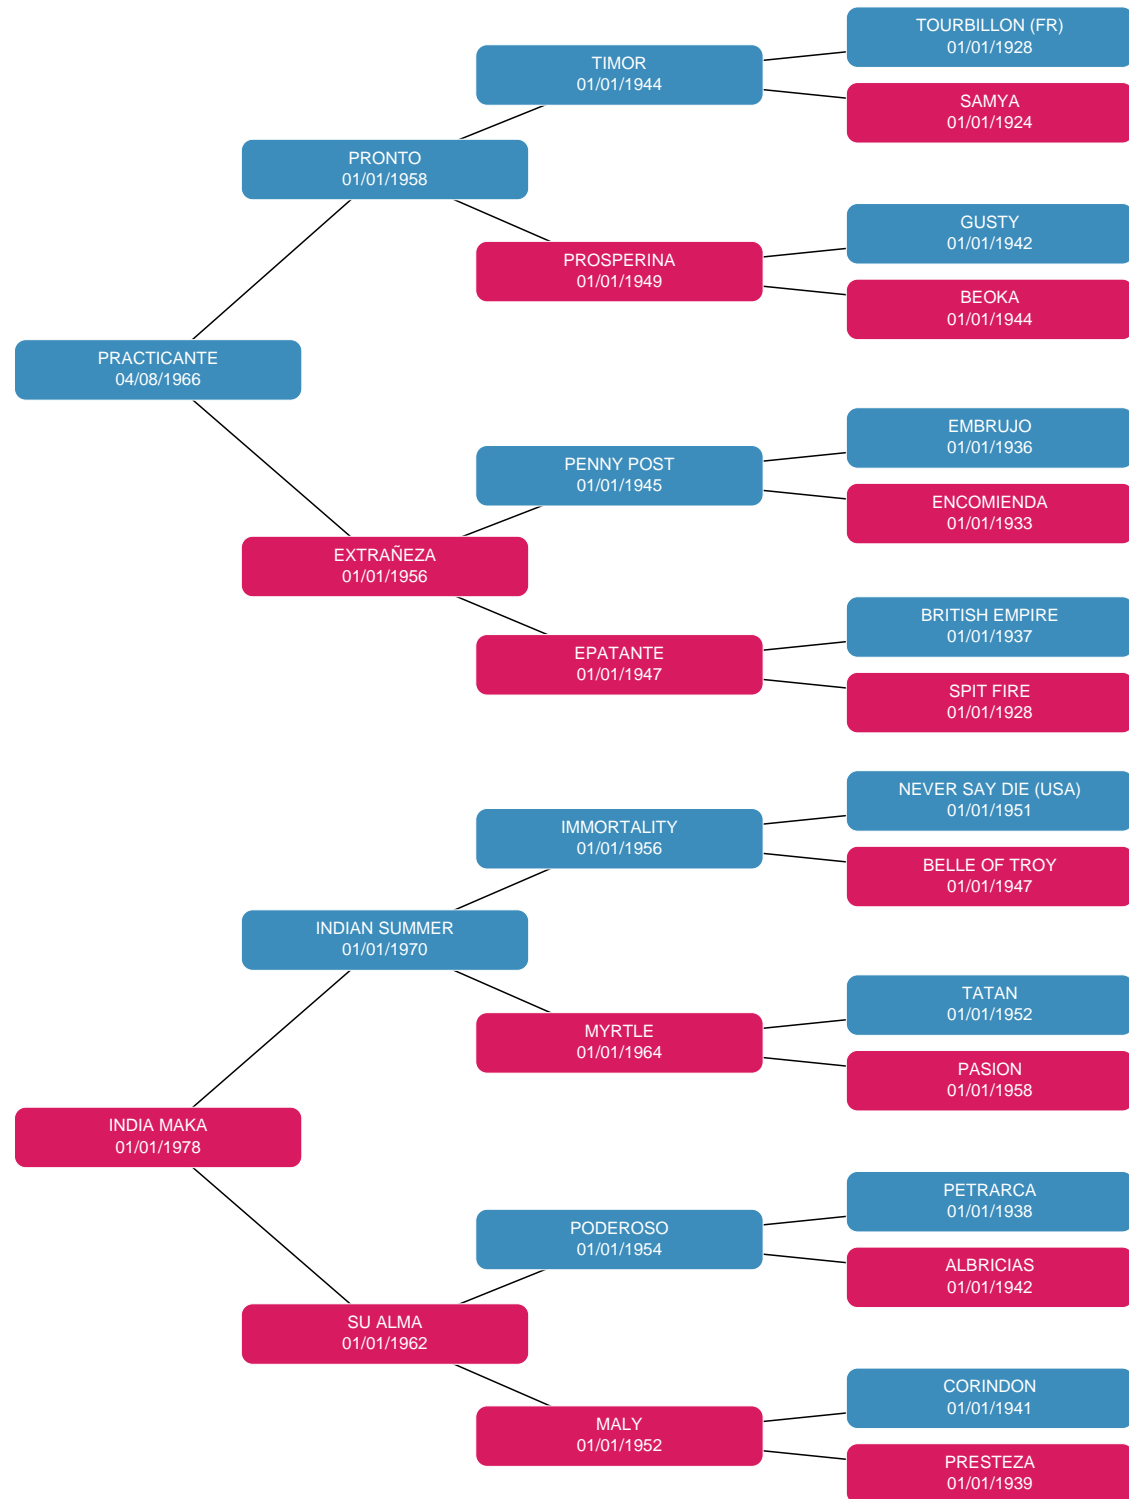 TOURBILLON (FR)
01/01/1928
TIMOR
01/01/1944
SAMYA
01/01/1924
PRONTO
01/01/1958
GUSTY
01/01/1942
PROSPERINA
01/01/1949
BEOKA
01/01/1944
PRACTICANTE
04/08/1966
EMBRUJO
01/01/1936
PENNY POST
01/01/1945
ENCOMIENDA
01/01/1933
EXTRAÑEZA
01/01/1956
BRITISH EMPIRE
01/01/1937
EPATANTE
01/01/1947
SPIT FIRE
01/01/1928
NEVER SAY DIE (USA)
01/01/1951
IMMORTALITY
01/01/1956
BELLE OF TROY
01/01/1947
INDIAN SUMMER
01/01/1970
TATAN
01/01/1952
MYRTLE
01/01/1964
PASION
01/01/1958
INDIA MAKA
01/01/1978
PETRARCA
01/01/1938
PODEROSO
01/01/1954
ALBRICIAS
01/01/1942
SU ALMA
01/01/1962
CORINDON
01/01/1941
MALY
01/01/1952
PRESTEZA
01/01/1939